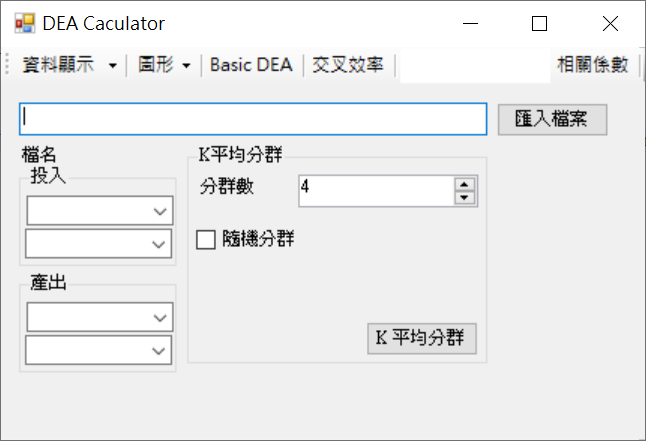 DEA Caculator
資料顯示 圖形 Basic DEA 交叉效率 相關係數
匯入檔案
檔名
投入
K平均分群
分群數 4
隨機分群
產出
K 平均分群